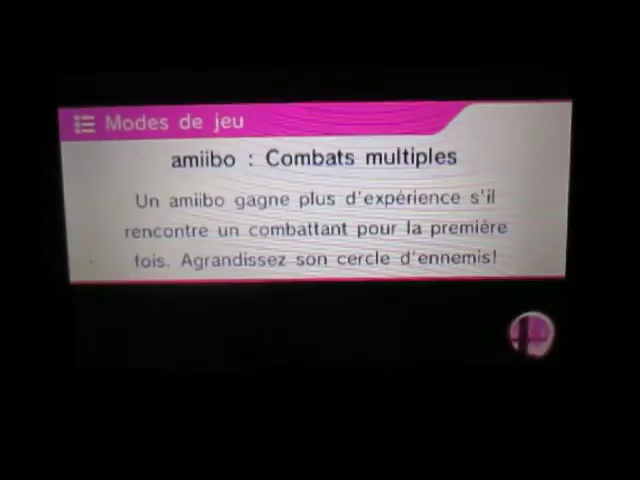 Modes de jeu
amiibo : Combats multiples
Un amiibo gagne plus d'expérience s'il
rencontre un combattant pour la première
fois. Agrandissez son cercle d'ennemis!